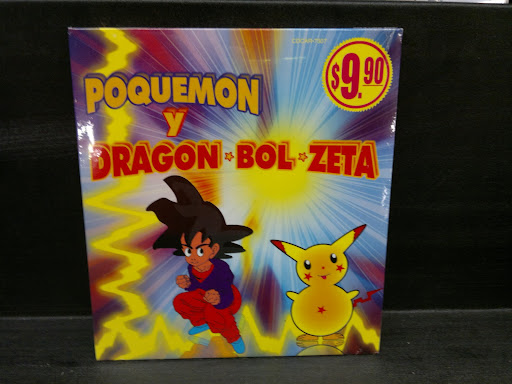 $9.90
POQUEMON
Y
DRAGON BOL ZETA